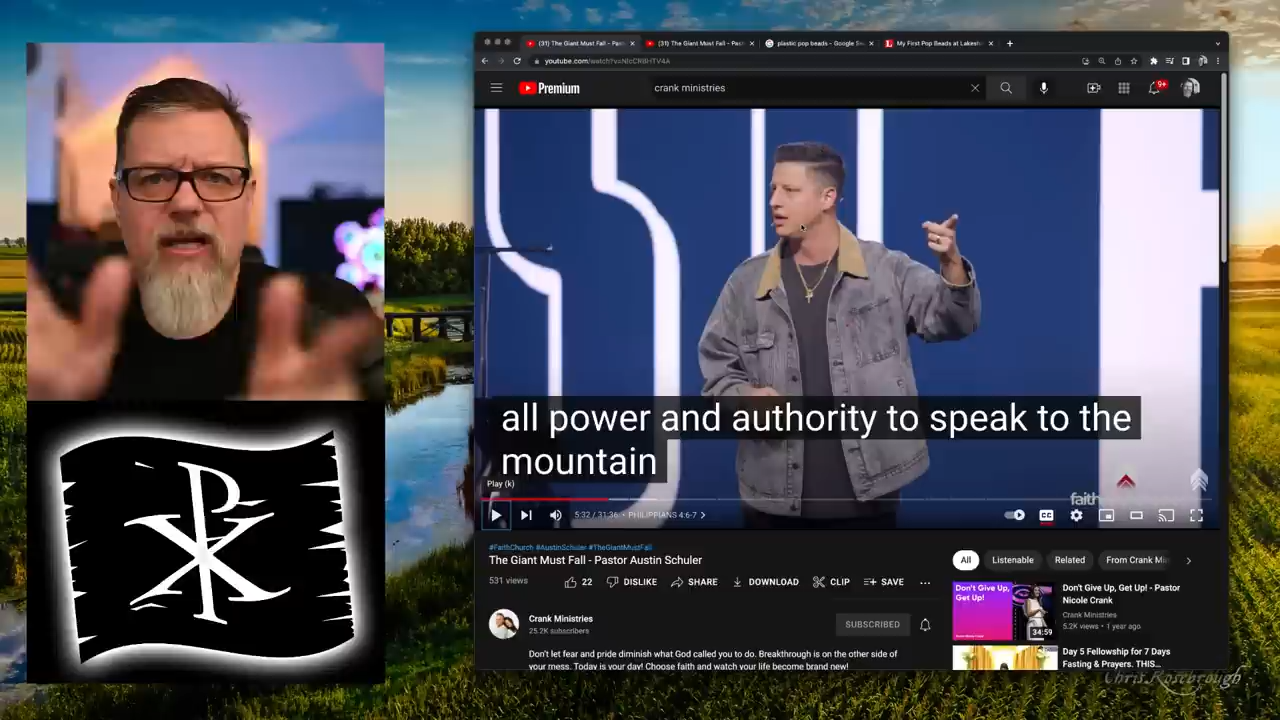 (31) The Giant Must Fall - Past
(31) The Giant Must Fall - Past
plastic pop beads - Google Se
My First Pop Beads at Lakesh
Premium
crank ministries
9+
all power and authority to speak to the
mountain
Play (k)
faith
5:32 / 31:36 • PHILIPPIANS 4:6-7
CC
#FaithChurch #AustinSchuler #TheGiantMustFall
The Giant Must Fall - Pastor Austin Schuler
531 views
22
DISLIKE
SHARE
DOWNLOAD
CLIP
SAVE
Crank Ministries
25.2K subscribers
SUBSCRIBED
Don't let fear and pride diminish what God called you to do. Breakthrough is on the other side of
your mess. Today is your day! Choose faith and watch your life become brand new!
All
Listenable
Related
From Crank Mi
Don't Give Up,
Get Up!
34:59
Don't Give Up, Get Up! - Pastor
Nicole Crank
Crank Ministries
5.2K views • 1 year ago
Day 5 Fellowship for 7 Days
Fasting & Prayers. THIS...
Chris Rosebrough